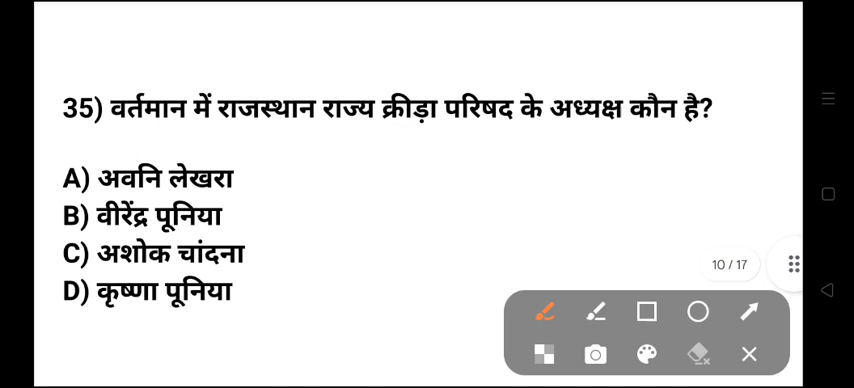 35) वर्तमान में राजस्थान राज्य क्रीड़ा परिषद के अध्यक्ष कौन है?
A) अवनि लेखरा
B) वीरेंद्र पूनिया
C) अशोक चांदना
D) कृष्णा पूनिया
10 / 17